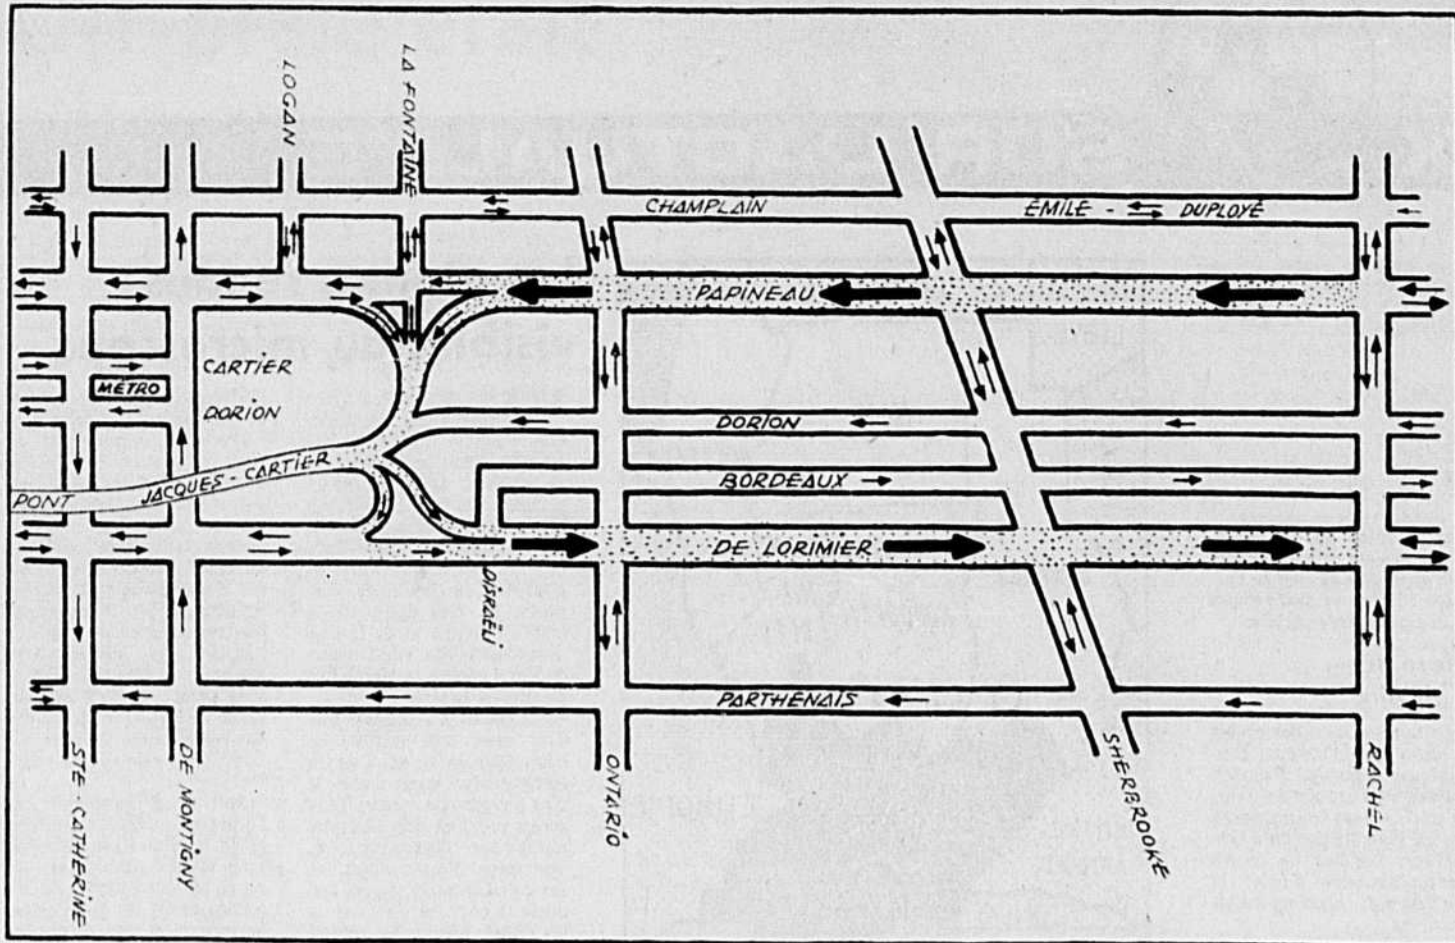 LOGAN
LA FONTAINE
CHAMPLAIN
ÉMILE - DUPLOYÉ
PAPINEAU
CARTIER
MÉTRO
DORION
DORION
PONT JACQUES-CARTIER
BORDEAUX
DE LORIMIER
DISRAËLI
PARTHENAIS
STE-CATHERINE
DE MONTIGNY
ONTARIO
SHERBROOKE
RACHEL